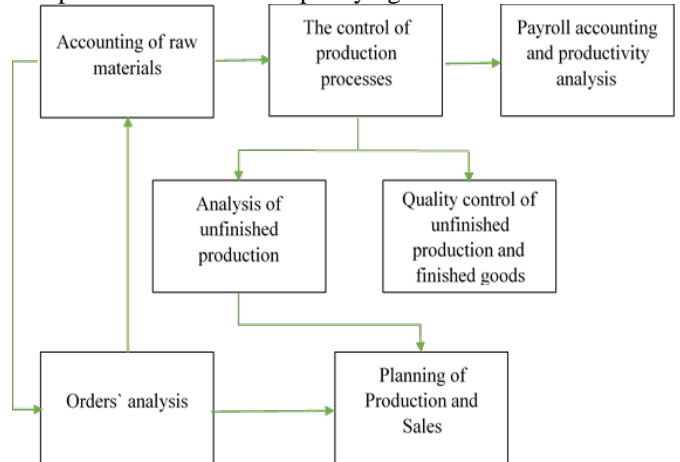 Accounting of raw
materials
The control of
production
processes
Payroll accounting
and productivity
analysis
Analysis of
unfinished
production
Quality control of
unfinished
production and
finished goods
Orders` analysis
Planning of
Production and
Sales